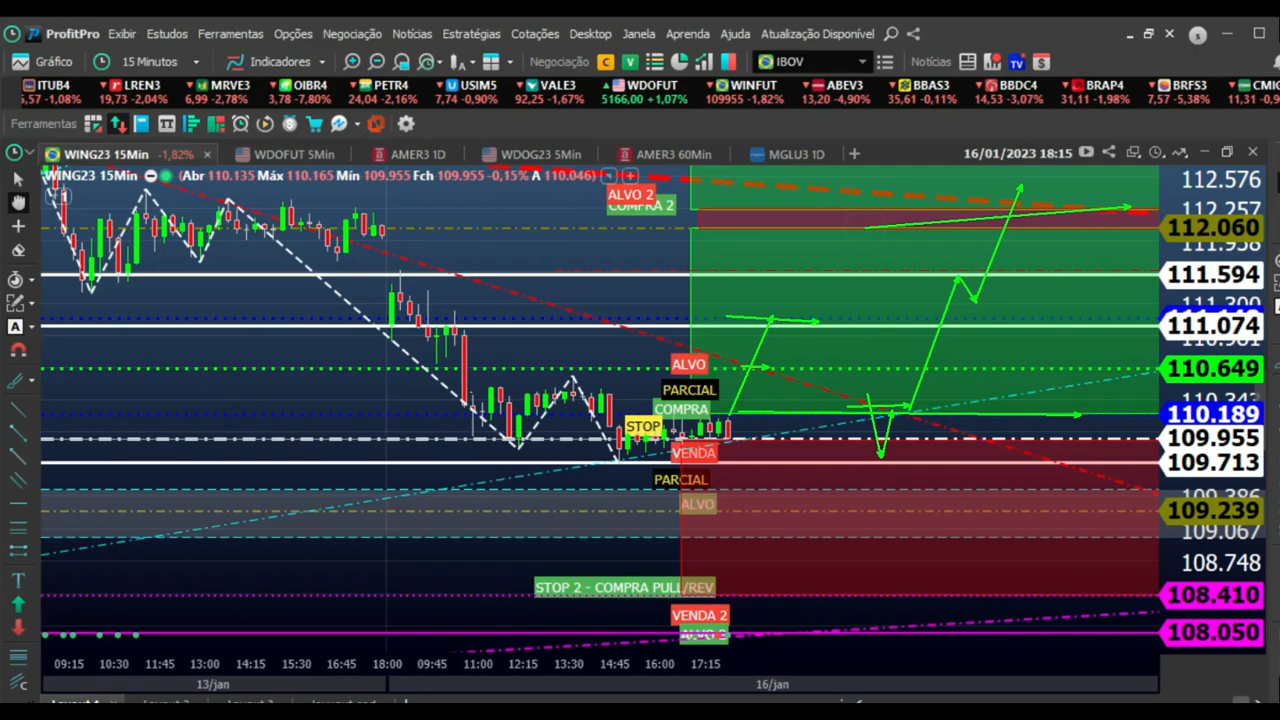 ProfitPro Exibir Estudos Ferramentas Opções Negociação Notícias Estratégias Cotações Desktop Janela Aprenda Ajuda Atualização Disponível s
Gráfico 15 Minutos Indicadores Negociação C V IBOV Notícias TV $
ITUB4 LREN3 MRVE3 OIBR4 PETR4 USIM5 VALE3 WDOFUT WINFUT ABEV3 BBAS3 BBDC4 BRAP4 BRFS3 CMIG
5,57 -1,08% 19,73 -2,04% 6,99 -2,78% 3,78 -7,80% 24,04 -2,16% 7,74 -0,90% 92,25 -1,67% 5166,00 +1,07% 109955 -1,82% 13,20 -4,90% 35,61 -0,11% 14,53 -3,07% 31,11 -1,98% 7,57 -5,38% 11,31 -0,9
Ferramentas
WING23 15Min -1,82% × WDOFUT 5Min AMER3 1D WDOG23 5Min AMER3 60Min MGLU3 1D + 16/01/2023 18:15
WING23 15Min (Abr 110.135 Máx 110.165 Mín 109.955 Fch 109.955 -0,15% A 110.046)
112.576
ALVO 2
COMPRA 2
112.257
112.060
111.938
111.594
111.300
111.074
ALVO
110.649
PARCIAL
COMPRA
110.189
STOP
109.955
VENDA
109.713
PARCIAL
ALVO
109.386
109.239
109.067
108.748
STOP 2 - COMPRA PULL/REV
108.410
VENDA 2
ALVO 2
108.050
09:15 10:30 11:45 13:00 14:15 15:30 16:45 18:00 09:45 11:00 12:15 13:30 14:45 16:00 17:15
13/jan 16/jan